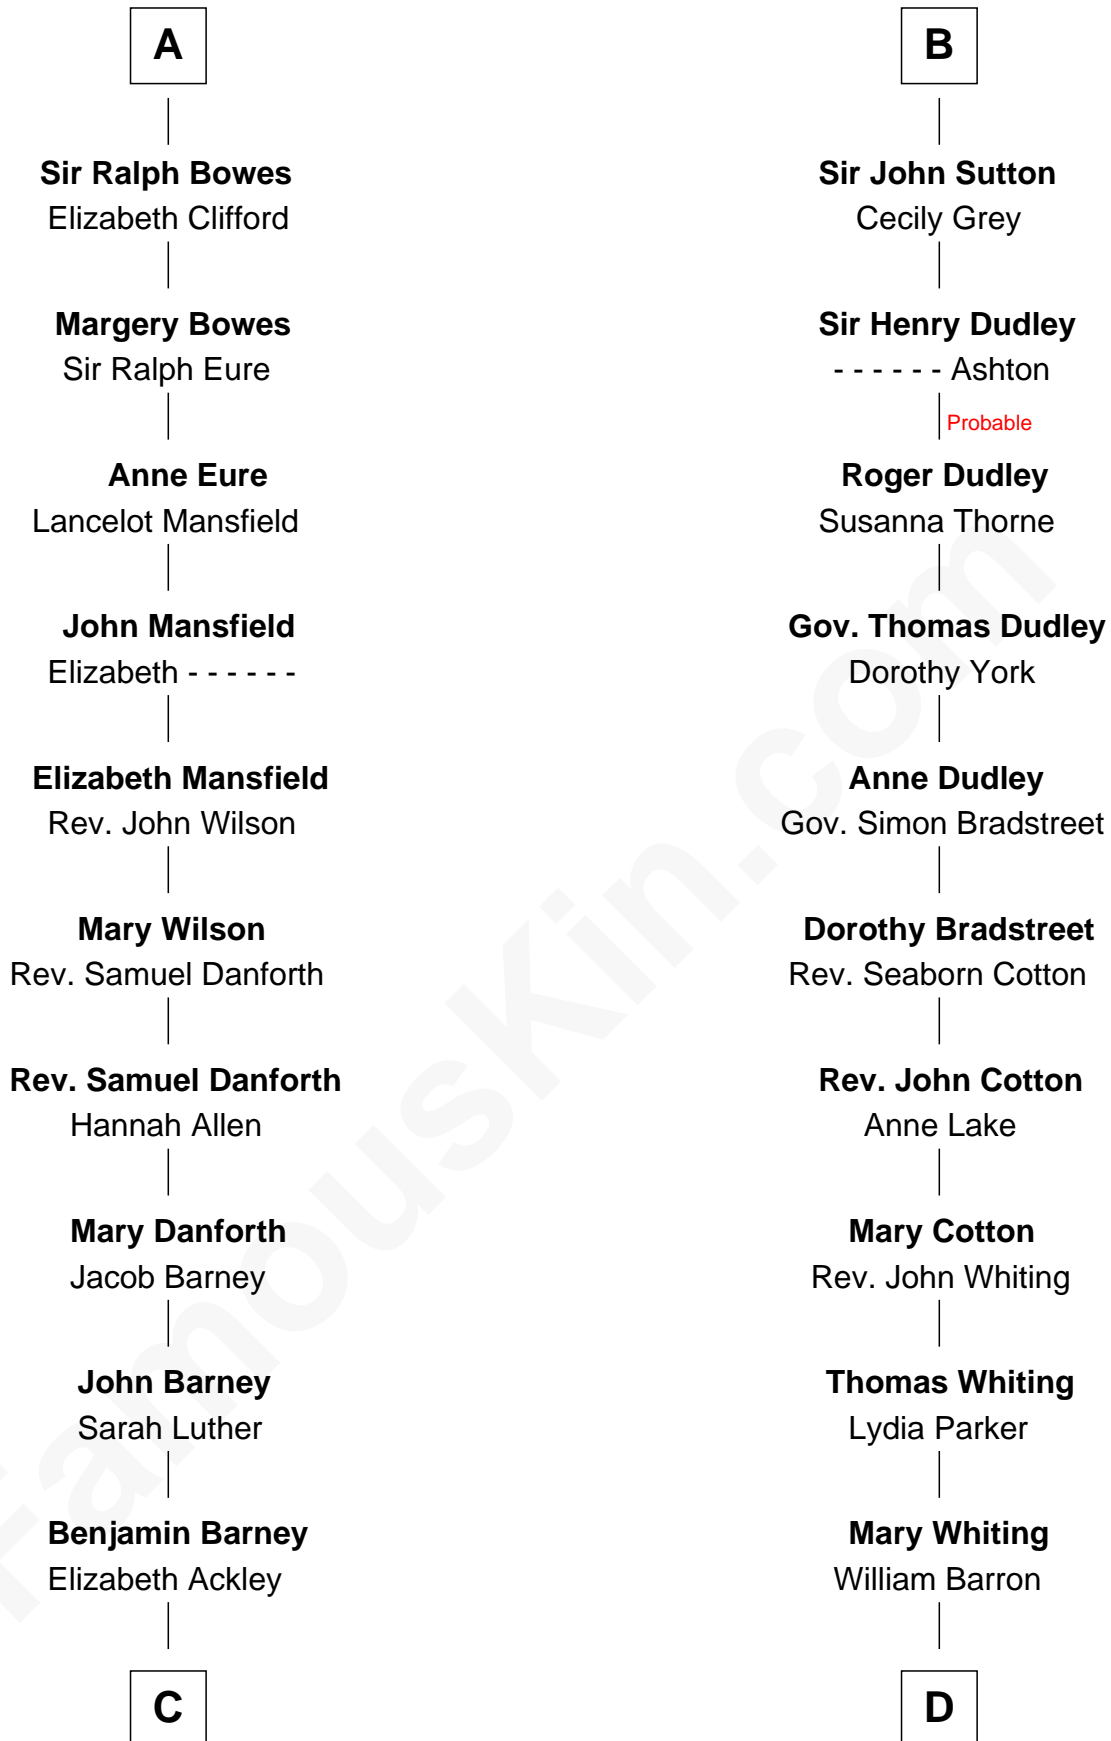 A
Sir Ralph Bowes
Elizabeth Clifford
Margery Bowes
Sir Ralph Eure
Anne Eure
Lancelot Mansfield
John Mansfield
Elizabeth - - - - - -
Elizabeth Mansfield
Rev. John Wilson
Mary Wilson
Rev. Samuel Danforth
Rev. Samuel Danforth
Hannah Allen
Mary Danforth
Jacob Barney
John Barney
Sarah Luther
Benjamin Barney
Elizabeth Ackley
C
B
Sir John Sutton
Cecily Grey
Sir Henry Dudley
- - - - - - Ashton
Probable
Roger Dudley
Susanna Thorne
Gov. Thomas Dudley
Dorothy York
Anne Dudley
Gov. Simon Bradstreet
Dorothy Bradstreet
Rev. Seaborn Cotton
Rev. John Cotton
Anne Lake
Mary Cotton
Rev. John Whiting
Thomas Whiting
Lydia Parker
Mary Whiting
William Barron
D
FamousKin.com